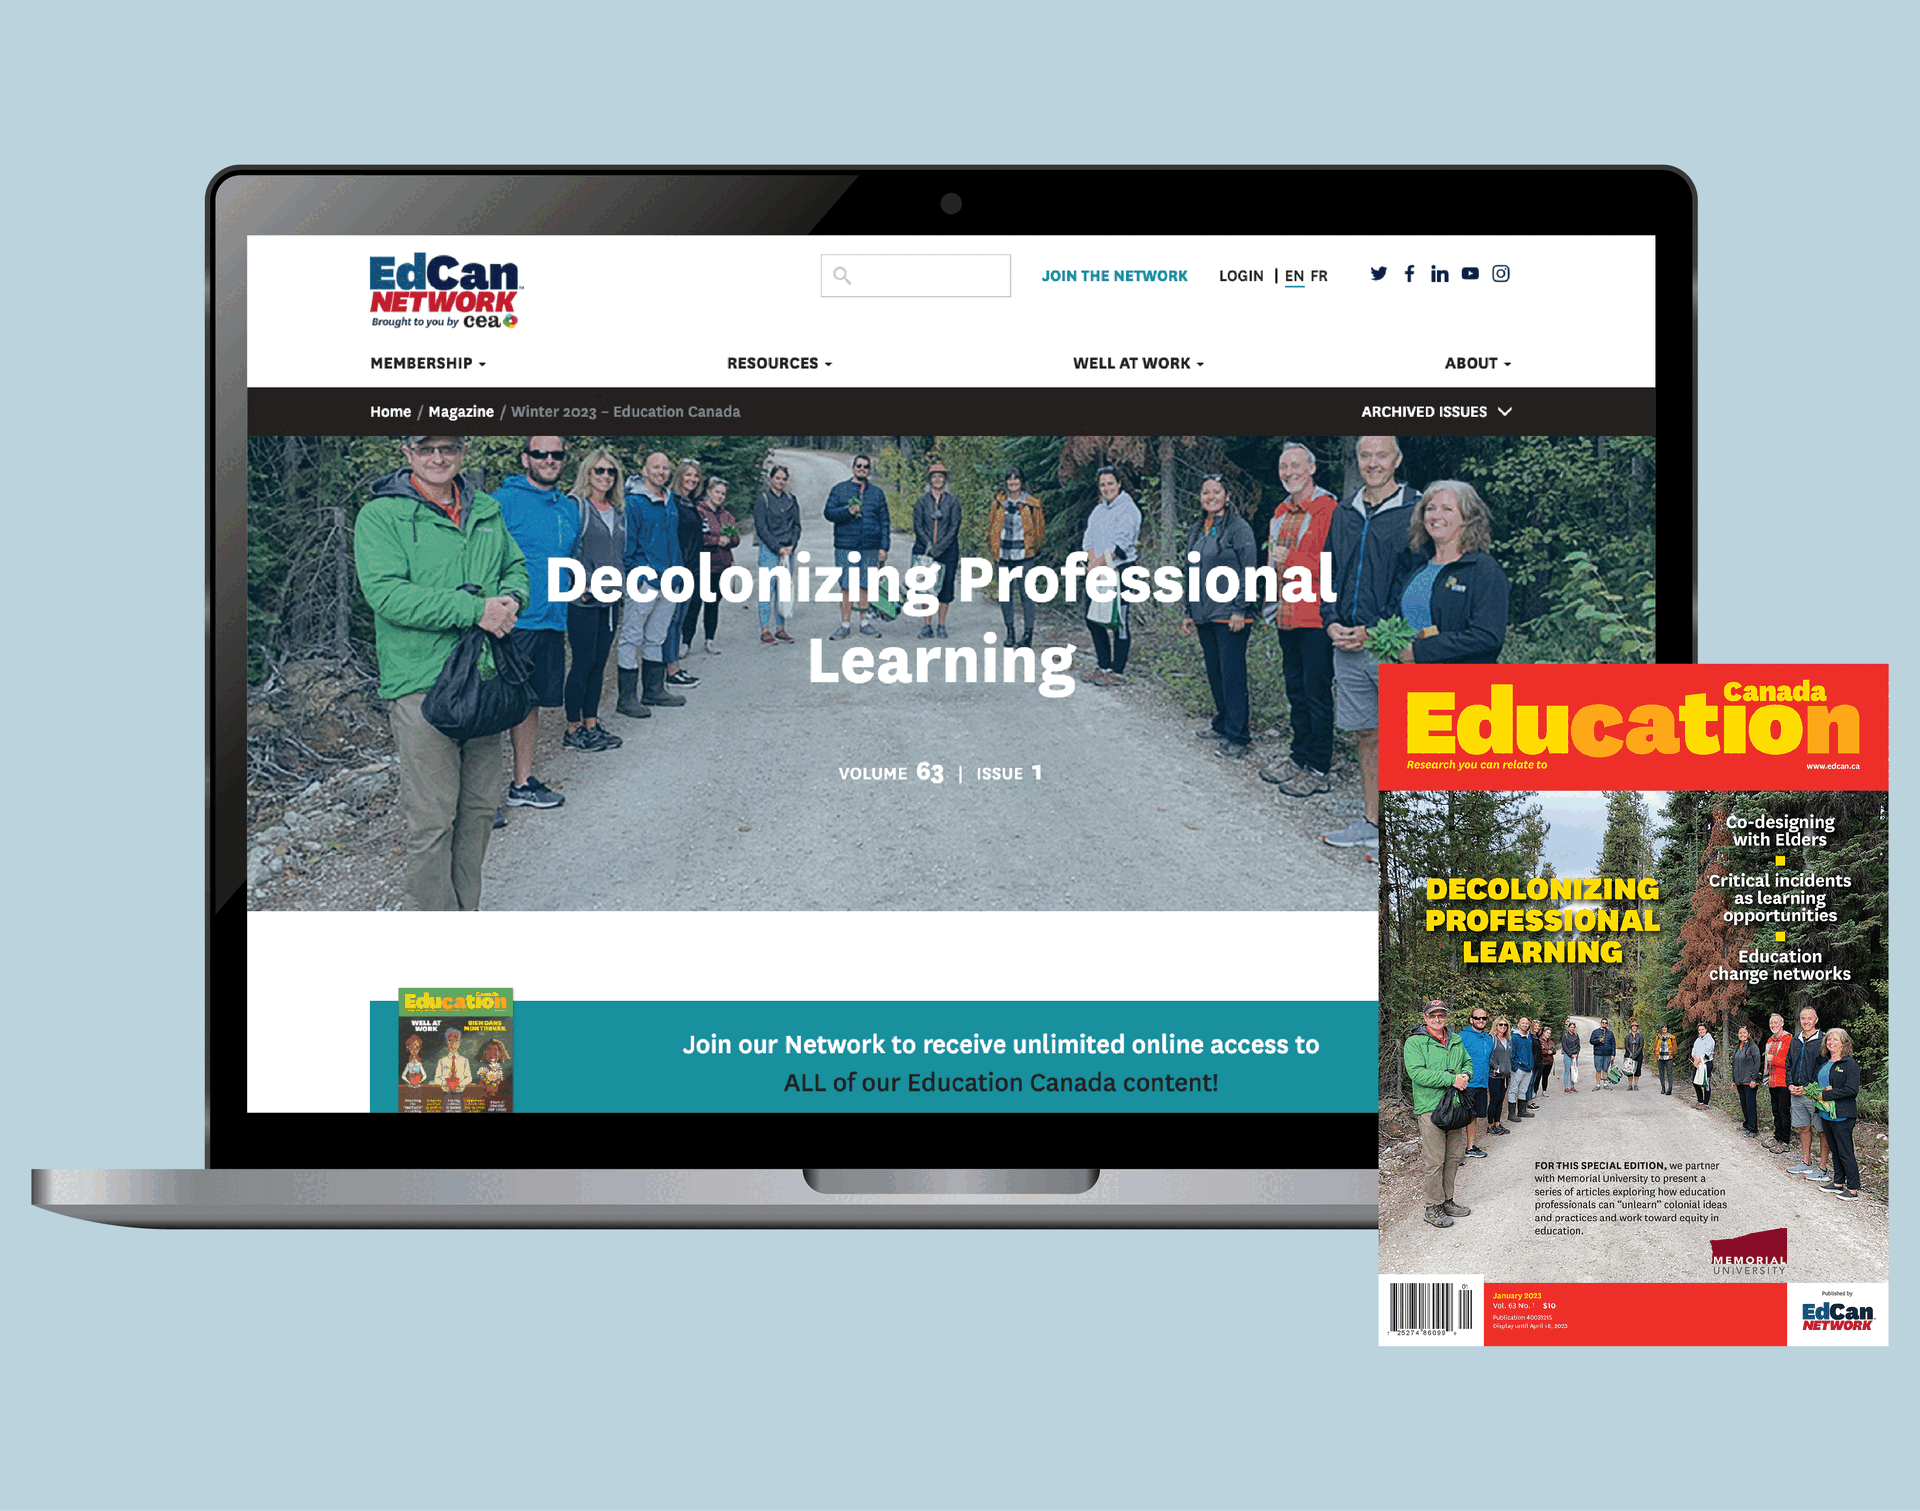 EdCan
NETWORK
Brought to you by cea
JOIN THE NETWORK
LOGIN | EN FR
MEMBERSHIP
RESOURCES
WELL AT WORK
ABOUT
Home / Magazine / Winter 2023 – Education Canada
ARCHIVED ISSUES
Decolonizing Professional
Learning
VOLUME 63 | ISSUE 1
Education
Canada
WELL AT
WORK
Join our Network to receive unlimited online access to
ALL of our Education Canada content!
Canada
Education
Research you can relate to
www.edcan.ca
Co-designing
with Elders
Critical incidents
as learning
opportunities
Education
change networks
DECOLONIZING
PROFESSIONAL
LEARNING
FOR THIS SPECIAL EDITION, we partner
with Memorial University to present a
series of articles exploring how education
professionals can “unlearn” colonial ideas
and practices and work toward equity in
education.
MEMORIAL
UNIVERSITY
01
7 25274 86099 9
January 2023
Vol. 63 No. 1 $10
Publication 40031215
Display until April 18, 2023
Published by
EdCan
NETWORK